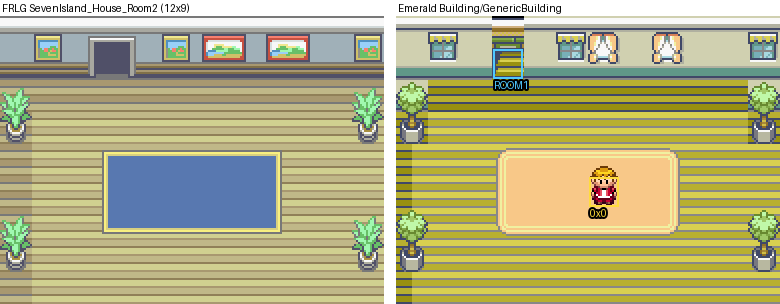 FRLG SevenIsland_House_Room2 (12x9)
Emerald Building/GenericBuilding
ROOM1
0x0